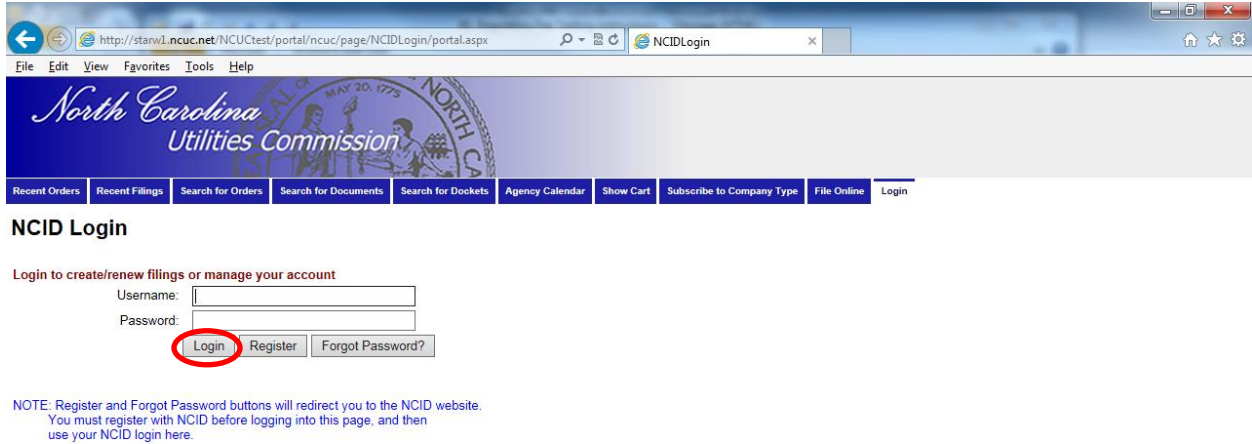 http://starw1.ncuc.net/NCUCtest/portal/ncuc/page/NCIDLogin/portal.aspx
NCIDLogin
File Edit View Favorites Tools Help
North Carolina
Utilities Commission
MAY 20. 1775
SEAL OF
NORTH CA
Recent Orders Recent Filings Search for Orders Search for Documents Search for Dockets Agency Calendar Show Cart Subscribe to Company Type File Online Login
NCID Login
Login to create/renew filings or manage your account
Username:
Password:
Login Register Forgot Password?
NOTE: Register and Forgot Password buttons will redirect you to the NCID website.
You must register with NCID before logging into this page, and then
use your NCID login here.